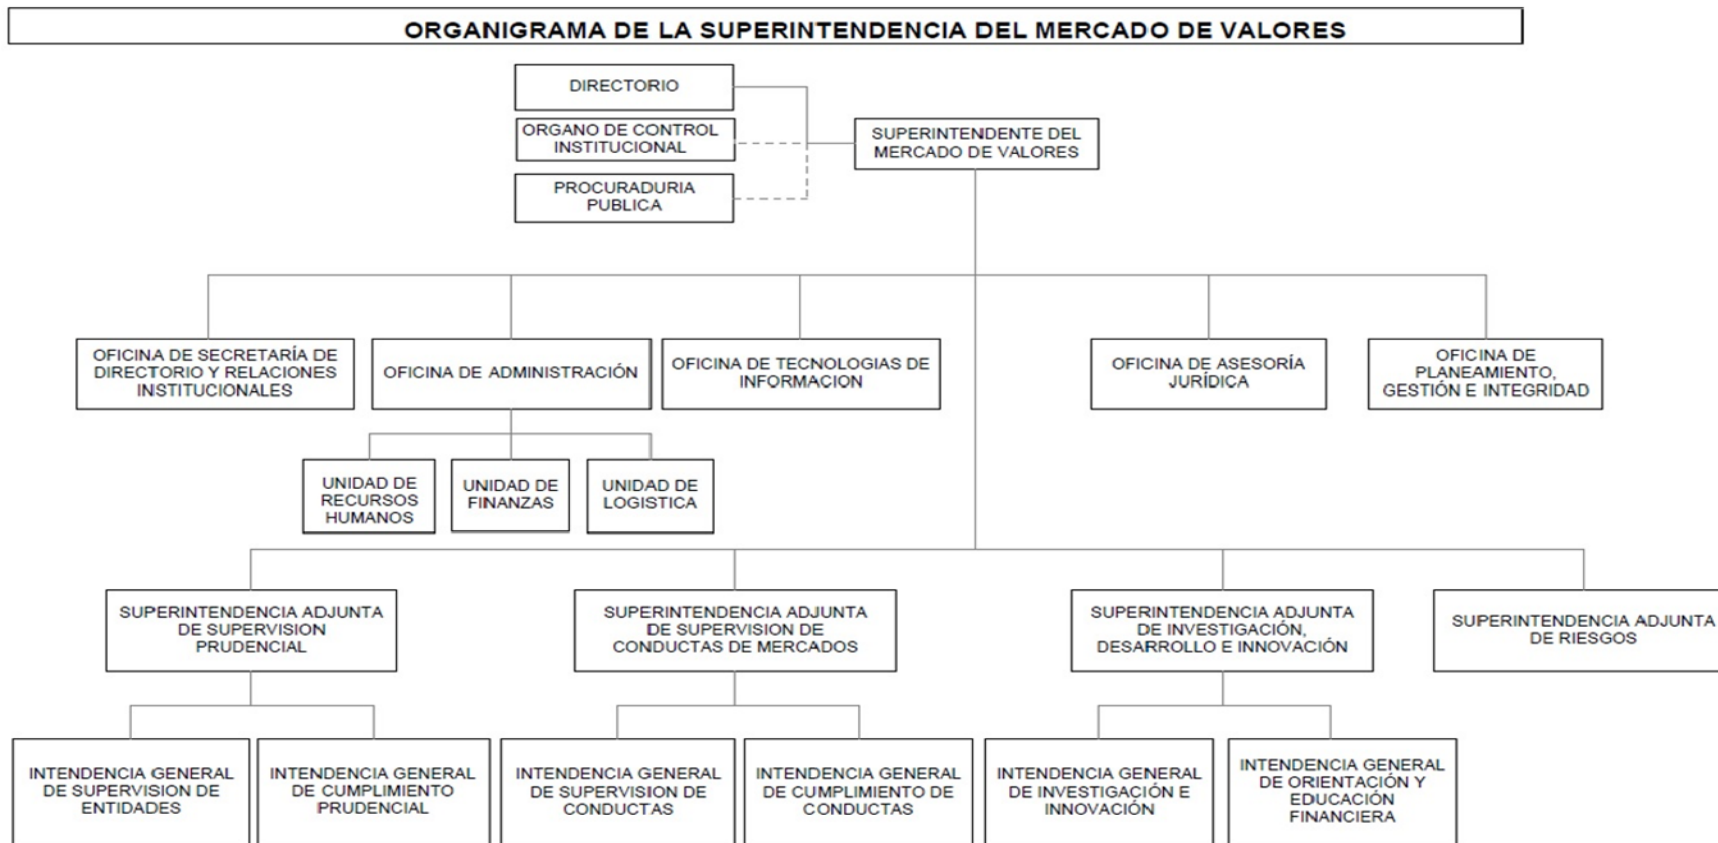 ORGANIGRAMA DE LA SUPERINTENDENCIA DEL MERCADO DE VALORES
DIRECTORIO
ORGANO DE CONTROL
INSTITUCIONAL
PROCURADURIA
PUBLICA
SUPERINTENDENTE DEL
MERCADO DE VALORES
OFICINA DE SECRETARÍA DE
DIRECTORIO Y RELACIONES
INSTITUCIONALES
OFICINA DE ADMINISTRACIÓN
OFICINA DE TECNOLOGIAS DE
INFORMACION
OFICINA DE ASESORÍA
JURÍDICA
OFICINA DE
PLANEAMIENTO,
GESTIÓN E INTEGRIDAD
UNIDAD DE
RECURSOS
HUMANOS
UNIDAD DE
FINANZAS
UNIDAD DE
LOGISTICA
SUPERINTENDENCIA ADJUNTA
DE SUPERVISION
PRUDENCIAL
SUPERINTENDENCIA ADJUNTA
DE SUPERVISION DE
CONDUCTAS DE MERCADOS
SUPERINTENDENCIA ADJUNTA
DE INVESTIGACIÓN,
DESARROLLO E INNOVACIÓN
SUPERINTENDENCIA ADJUNTA
DE RIESGOS
INTENDENCIA GENERAL
DE SUPERVISION DE
ENTIDADES
INTENDENCIA GENERAL
DE CUMPLIMIENTO
PRUDENCIAL
INTENDENCIA GENERAL
DE SUPERVISION DE
CONDUCTAS
INTENDENCIA GENERAL
DE CUMPLIMIENTO DE
CONDUCTAS
INTENDENCIA GENERAL
DE INVESTIGACIÓN E
INNOVACIÓN
INTENDENCIA GENERAL
DE ORIENTACIÓN Y
EDUCACIÓN
FINANCIERA